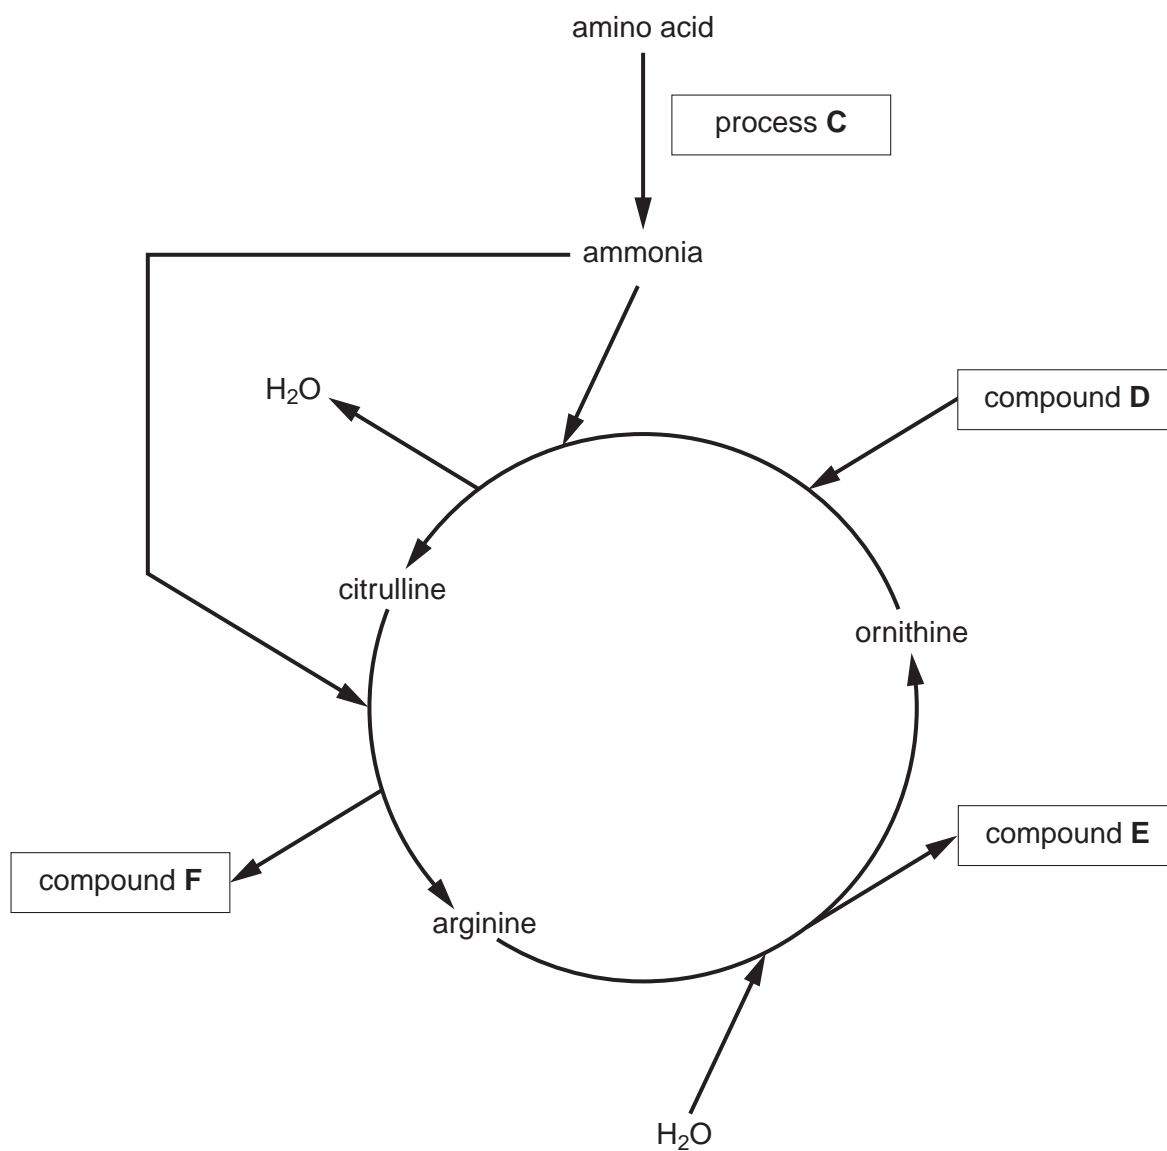 amino acid
process C
ammonia
H₂O
compound D
citrulline
ornithine
compound E
compound F
arginine
H₂O